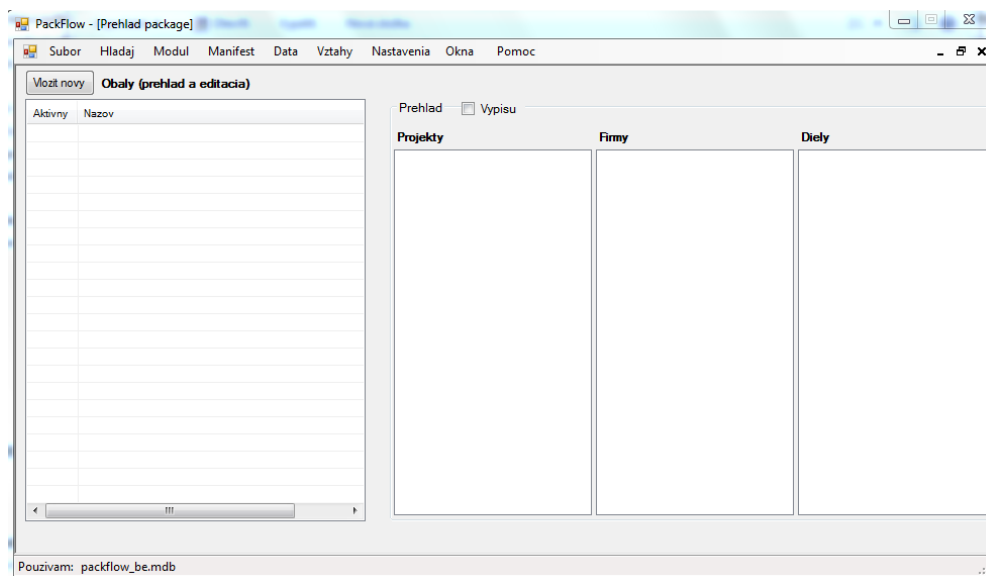 PackFlow - [Prehlad package]
Subor Hladaj Modul Manifest Data Vztahy Nastavenia Okna Pomoc
Vlozit novy Obaly (prehlad a editacia)
Prehlad Vypisu
Aktivny Nazov
Projekty Firmy Diely
Pouzivam: packflow_be.mdb